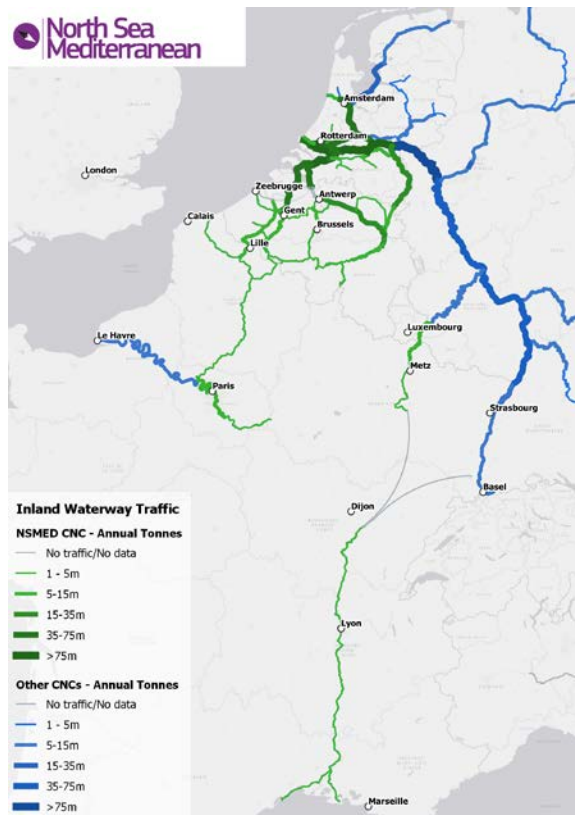 North Sea
Mediterranean
Amsterdam
Rotterdam
London
Zeebrugge
Antwerp
Gent
Calais
Brussels
Lille
Le Havre
Luxembourg
Metz
Paris
Strasbourg
Basel
Dijon
Lyon
Marseille
Inland Waterway Traffic
NSMED CNC - Annual Tonnes
No traffic/No data
1 - 5m
5-15m
15-35m
35-75m
>75m
Other CNCs - Annual Tonnes
No traffic/No data
1 - 5m
5-15m
15-35m
35-75m
>75m